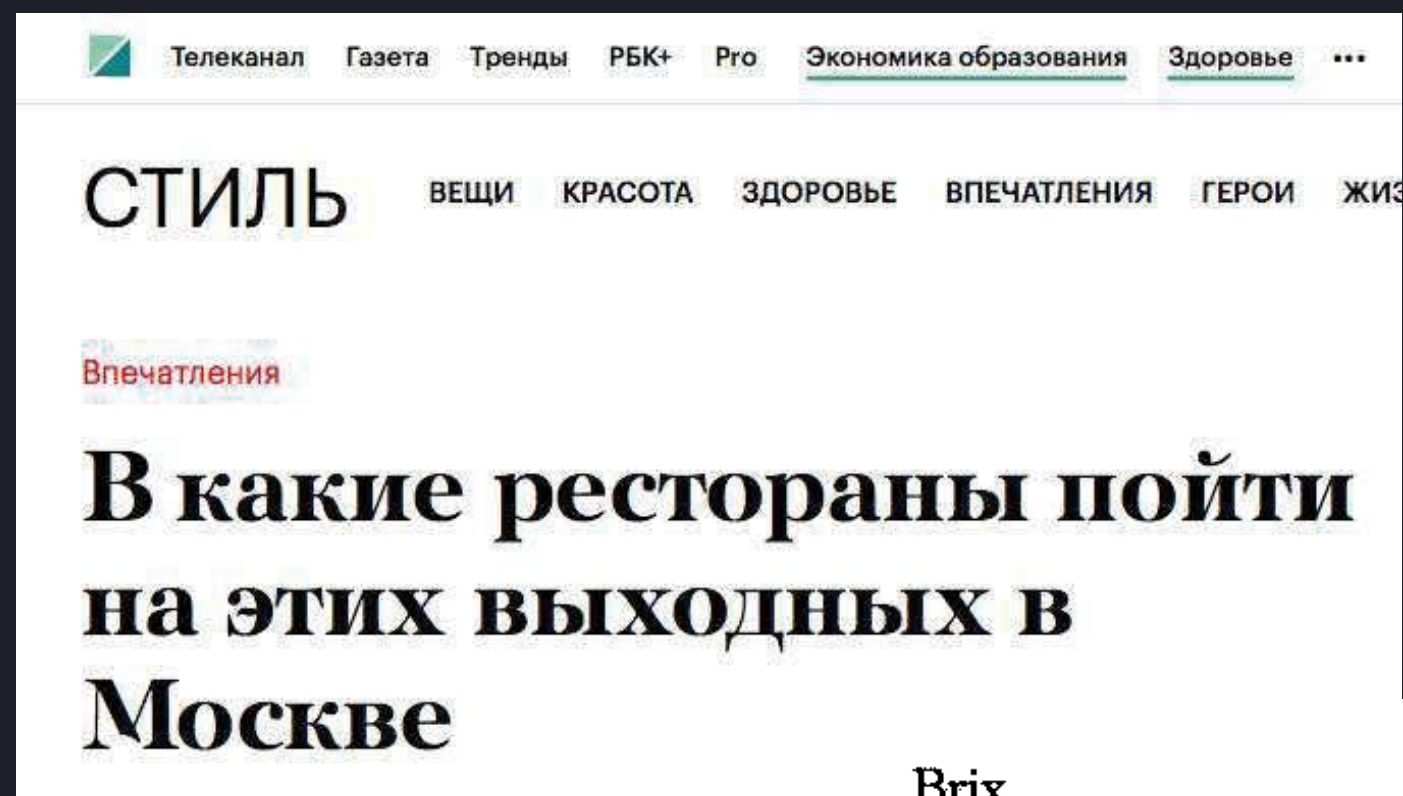 Телеканал Газета Тренды РБК+ Pro Экономика образования Здоровье •••
СТИЛЬ ВЕЩИ КРАСОТА ЗДОРОВЬЕ ВПЕЧАТЛЕНИЯ ГЕРОИ ЖИЗ
Впечатления
В какие рестораны пойти
на этих выходных в
Москве
Brix